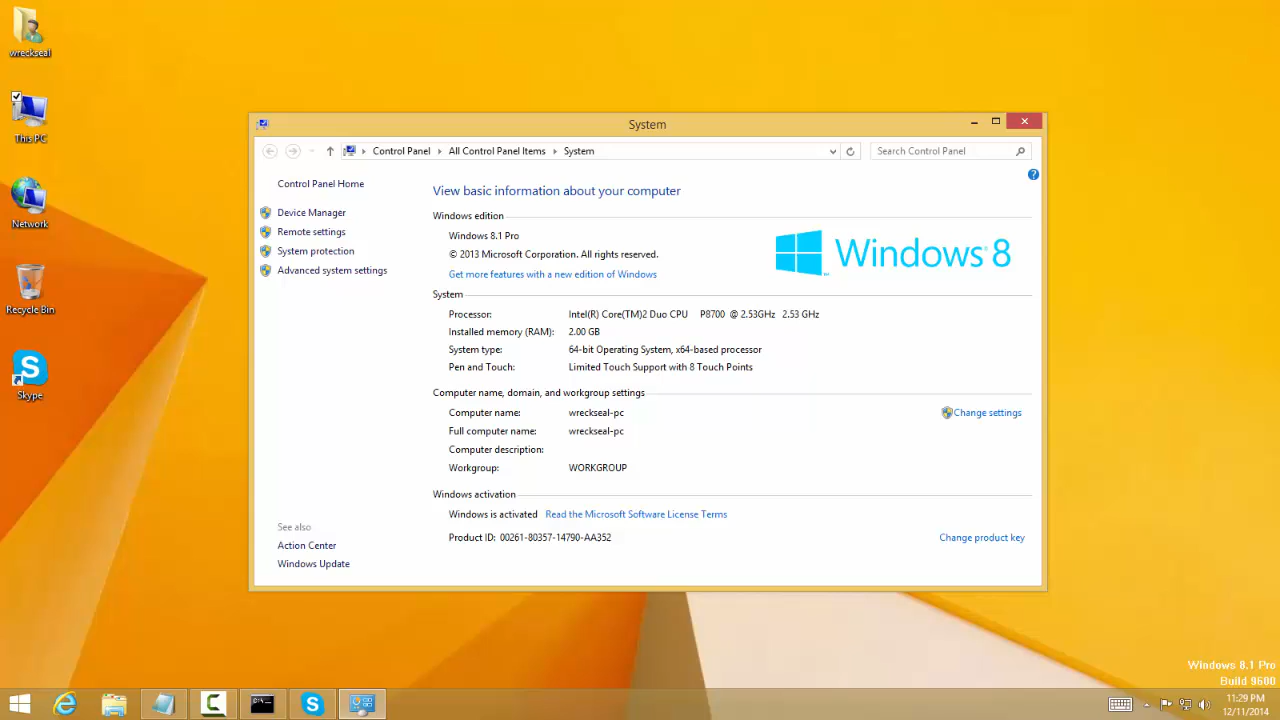 wreckseal
This PC
Network
Recycle Bin
Skype
System
Control Panel
All Control Panel Items
System
Search Control Panel
Control Panel Home
Device Manager
Remote settings
System protection
Advanced system settings
See also
Action Center
Windows Update
View basic information about your computer
Windows edition
Windows 8.1 Pro
© 2013 Microsoft Corporation. All rights reserved.
Get more features with a new edition of Windows
Windows® 8
System
Processor: Intel(R) Core(TM)2 Duo CPU P8700 @ 2.53GHz 2.53 GHz
Installed memory (RAM): 2.00 GB
System type: 64-bit Operating System, x64-based processor
Pen and Touch: Limited Touch Support with 8 Touch Points
Computer name, domain, and workgroup settings
Computer name: wreckseal-pc
Change settings
Full computer name: wreckseal-pc
Computer description:
Workgroup: WORKGROUP
Windows activation
Windows is activated Read the Microsoft Software License Terms
Product ID: 00261-80357-14790-AA352
Change product key
Windows 8.1 Pro
Build 9600
11:29 PM
12/11/2014